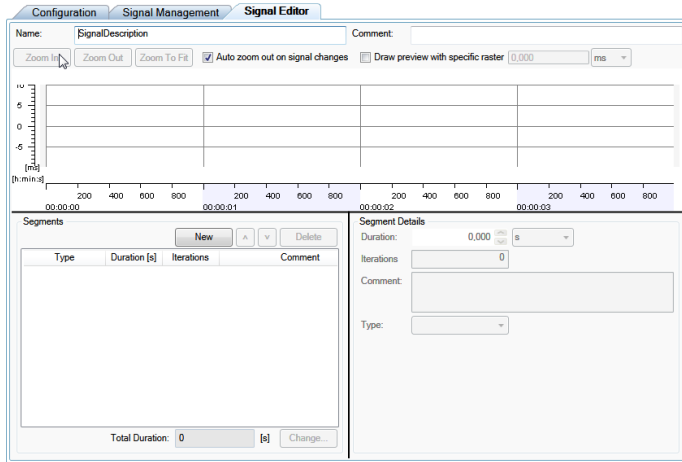 Configuration Signal Management Signal Editor
Name: SignalDescription Comment:
Zoom In Zoom Out Zoom To Fit Auto zoom out on signal changes Draw preview with specific raster 0,000 ms
10
5
0
-5
[ms]
[h:min:s]
200 400 600 800 200 400 600 800 200 400 600 800 200 400 600 800
00:00:00 00:00:01 00:00:02 00:00:03
Segments Segment Details
New ∧ v Delete Duration: 0,000 s
Type Duration [s] Iterations Comment Iterations 0
Comment:
Type:
Total Duration: 0 [s] Change...